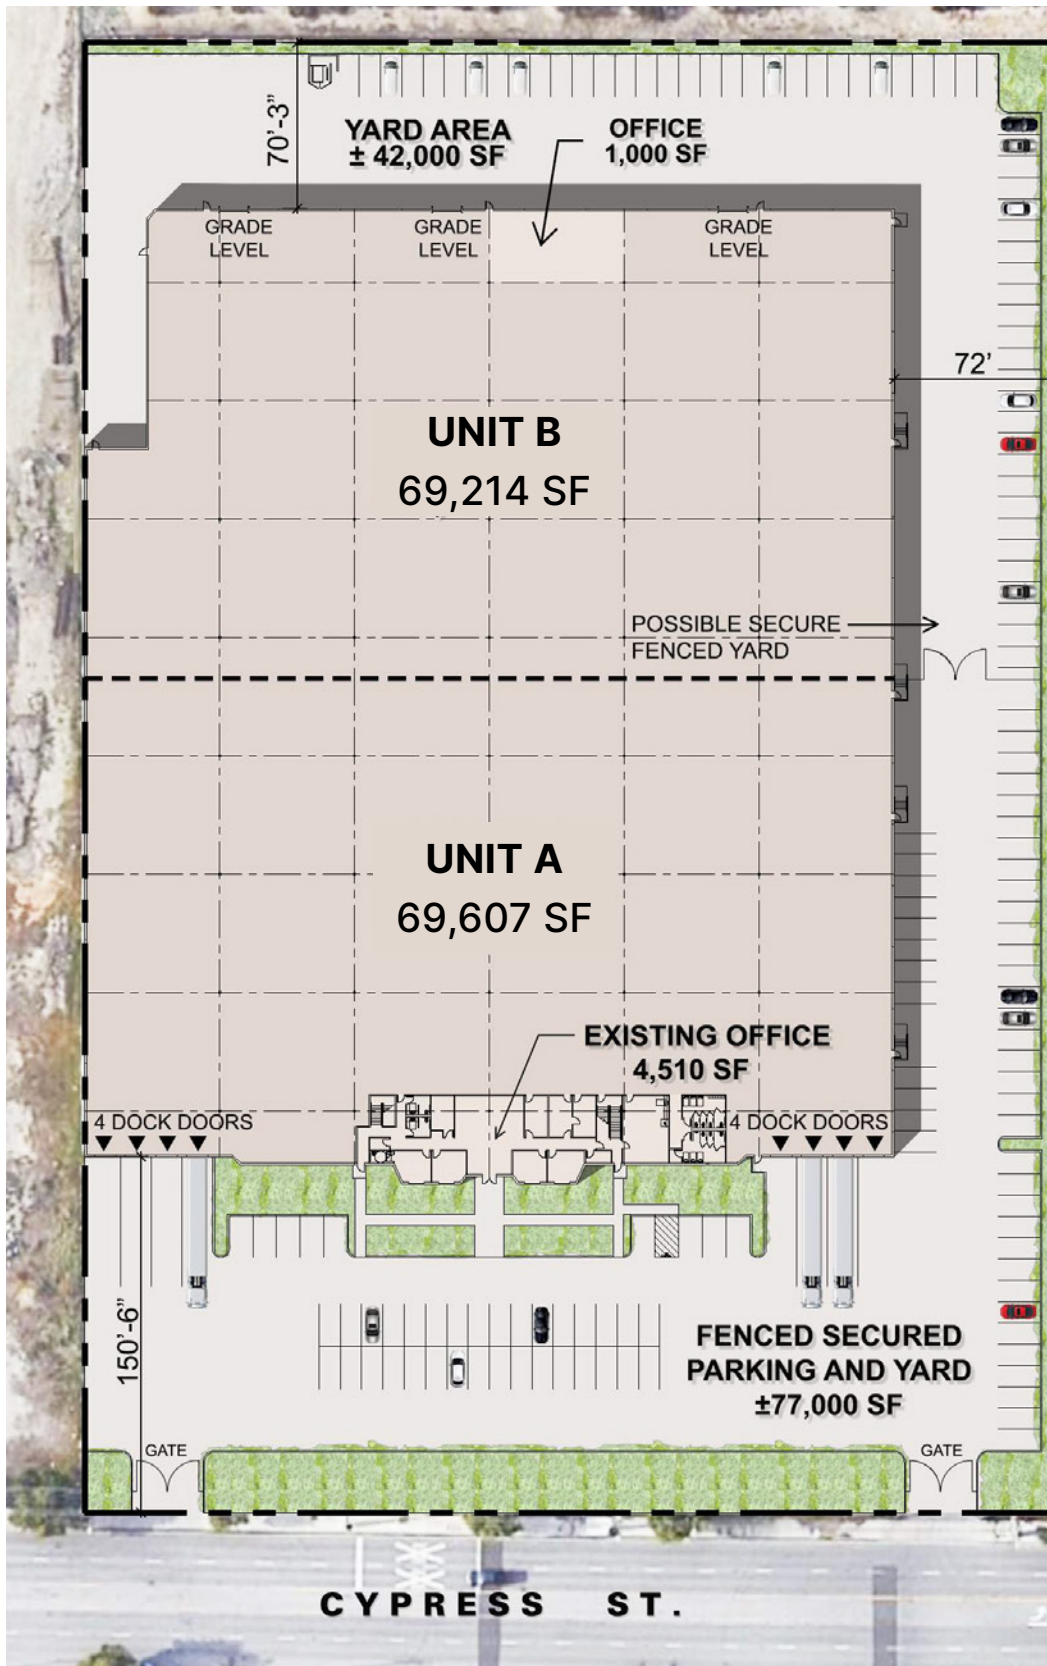 70'-3"
YARD AREA
± 42,000 SF
OFFICE
1,000 SF
GRADE
LEVEL
GRADE
LEVEL
GRADE
LEVEL
72'
UNIT B
69,214 SF
POSSIBLE SECURE
FENCED YARD
UNIT A
69,607 SF
EXISTING OFFICE
4,510 SF
4 DOCK DOORS
4 DOCK DOORS
150'-6"
FENCED SECURED
PARKING AND YARD
±77,000 SF
GATE
GATE
CYPRESS ST.